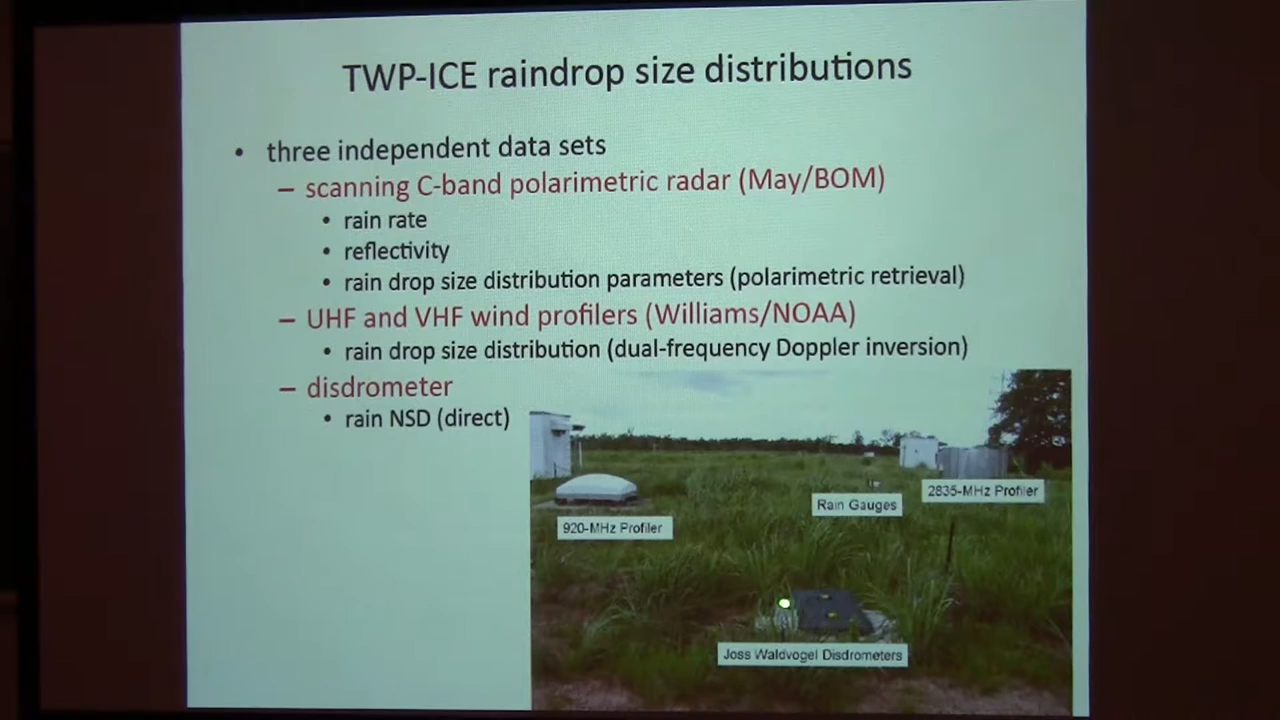 TWP-ICE raindrop size distributions
• three independent data sets
– scanning C-band polarimetric radar (May/BOM)
• rain rate
• reflectivity
• rain drop size distribution parameters (polarimetric retrieval)
– UHF and VHF wind profilers (Williams/NOAA)
• rain drop size distribution (dual-frequency Doppler inversion)
– disdrometer
• rain NSD (direct)
2835-MHz Profiler
Rain Gauges
920-MHz Profiler
Joss Waldvogel Disdrometers